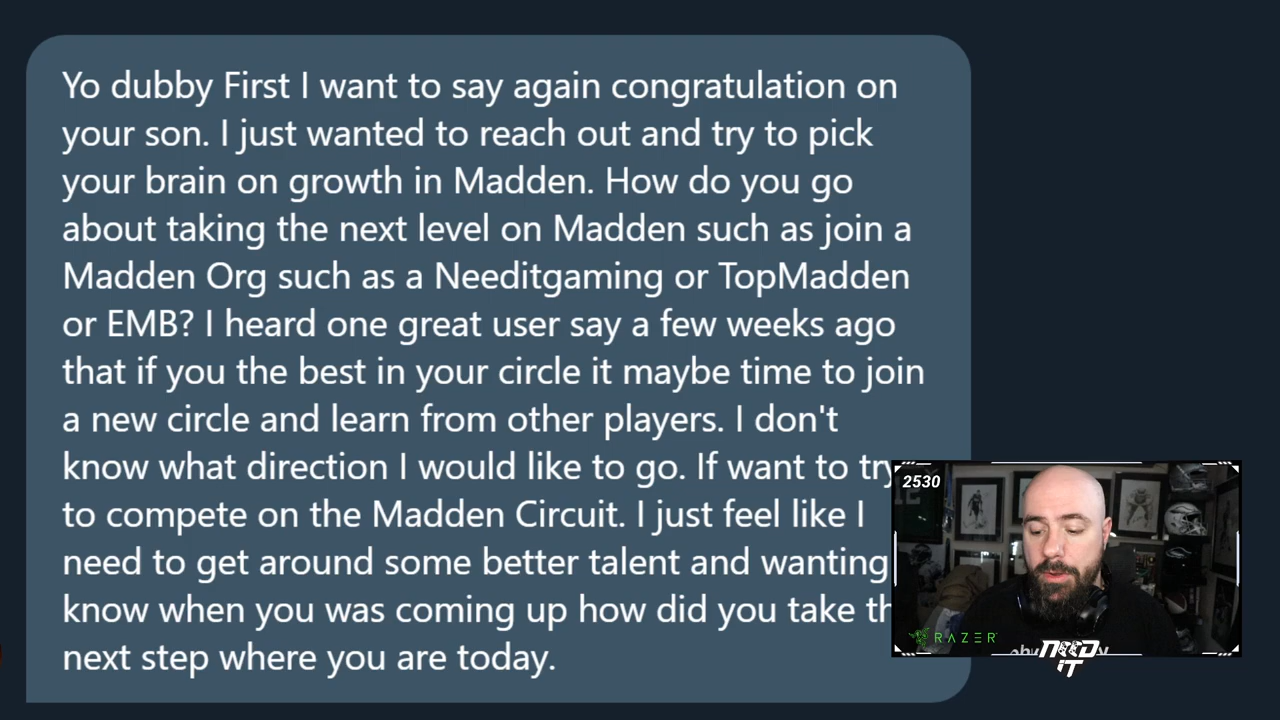 Yo dubby First I want to say again congratulation on
your son. I just wanted to reach out and try to pick
your brain on growth in Madden. How do you go
about taking the next level on Madden such as join a
Madden Org such as a Needitgaming or TopMadden
or EMB? I heard one great user say a few weeks ago
that if you the best in your circle it maybe time to join
a new circle and learn from other players. I don't
know what direction I would like to go. If want to try
to compete on the Madden Circuit. I just feel like I
need to get around some better talent and wanting
know when you was coming up how did you take th
next step where you are today.
2530
RAZER
NEED
IT